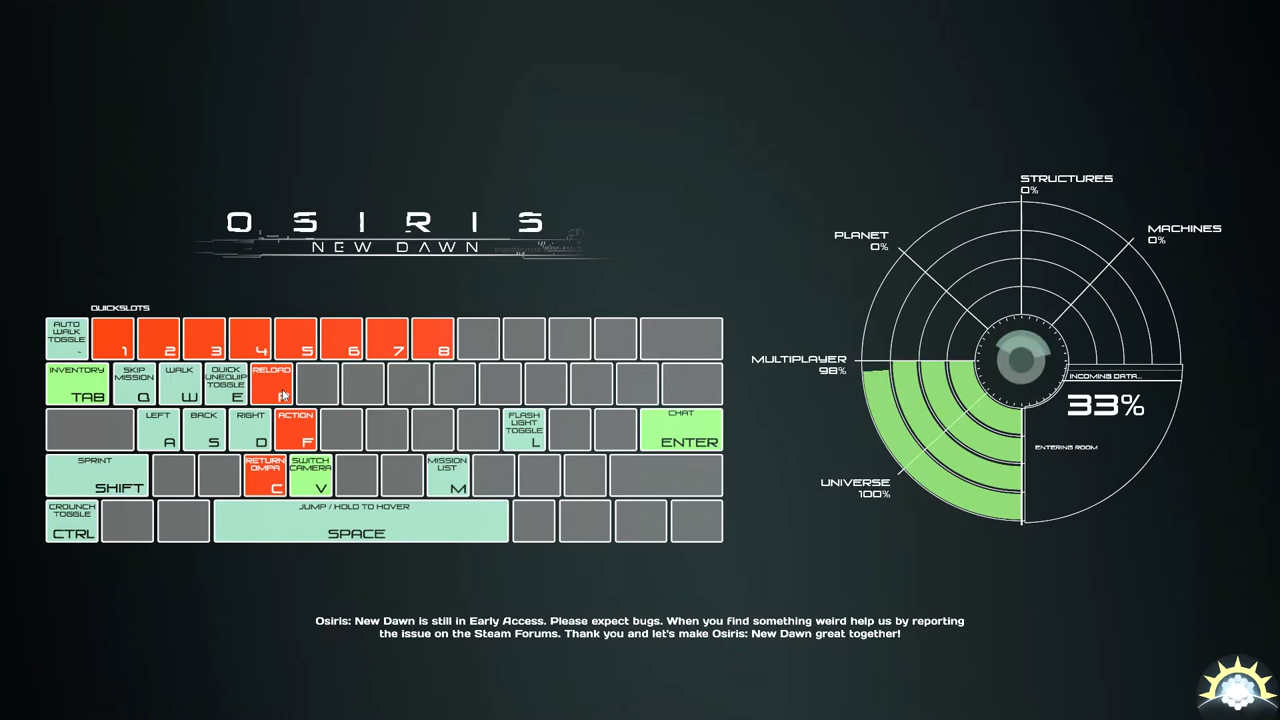 OSIRIS
NEW DAWN
QUICKSLOTS
AUTO
WALK
TOGGLE
~
1
2
3
4
5
6
7
8
INVENTORY
TAB
SKIP
MISSION
Q
WALK
W
QUICK
UNEQUIP
TOGGLE
E
RELOAD
LEFT
A
BACK
S
RIGHT
D
ACTION
F
FLASH
LIGHT
TOGGLE
L
CHAT
ENTER
SPRINT
SHIFT
RETURN
OMPA
C
SWITCH
CAMERA
V
MISSION
LIST
M
CROUNCH
TOGGLE
CTRL
JUMP / HOLD TO HOVER
SPACE
STRUCTURES
0%
PLANET
0%
MACHINES
0%
MULTIPLAYER
98%
INCOMING DATA...
33%
ENTERING ROOM
UNIVERSE
100%
Osiris: New Dawn is still in Early Access. Please expect bugs. When you find something weird help us by reporting
the issue on the Steam Forums. Thank you and let's make Osiris: New Dawn great together!